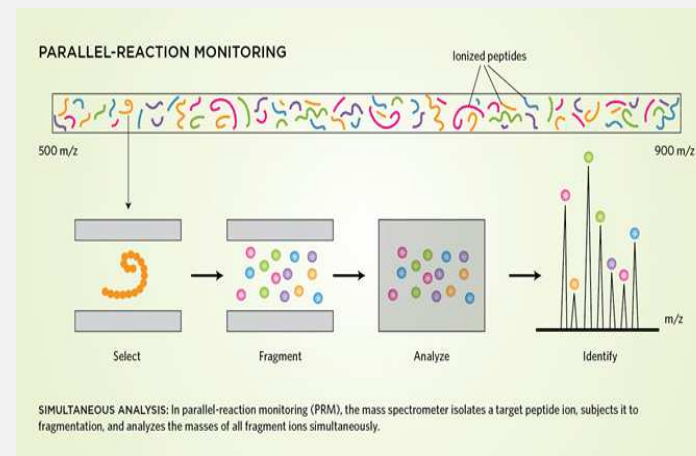 PARALLEL-REACTION MONITORING
Ionized peptides
500 m/z
900 m/z
m/z
Select
Fragment
Analyze
Identify
SIMULTANEOUS ANALYSIS: In parallel-reaction monitoring (PRM), the mass spectrometer isolates a target peptide ion, subjects it to
fragmentation, and analyzes the masses of all fragment ions simultaneously.